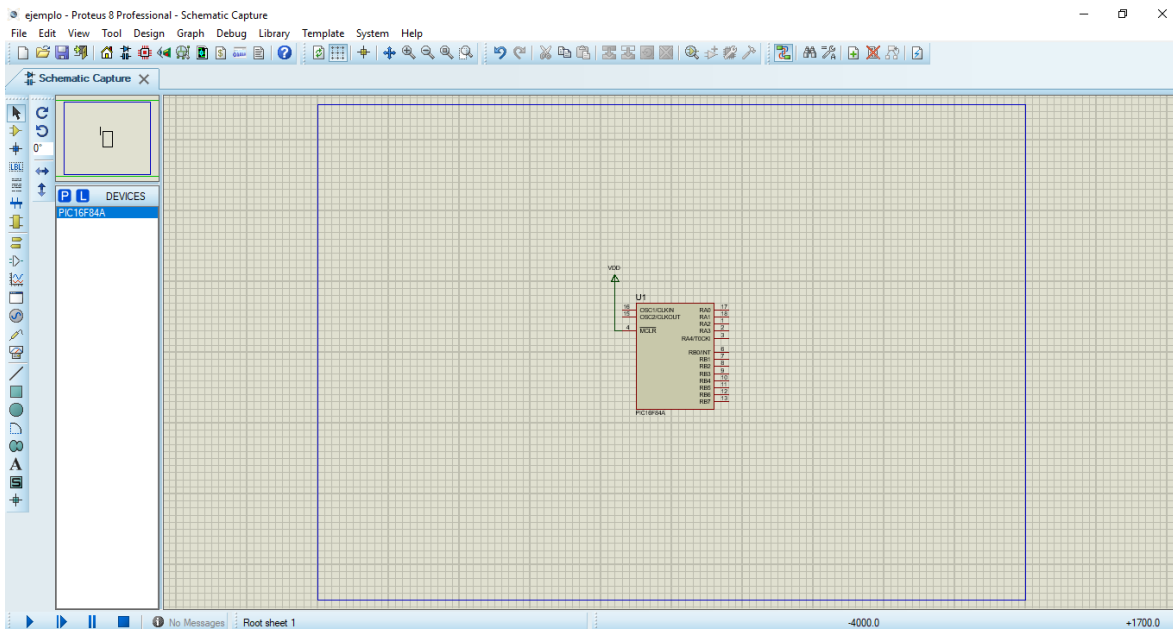 ejemplo - Proteus 8 Professional - Schematic Capture
File Edit View Tool Design Graph Debug Library Template System Help
Schematic Capture
0°
LBL
P L DEVICES
PIC16F84A
VDD
U1
16 OSC1/CLKIN RA0 17
15 OSC2/CLKOUT RA1 18
RA2 1
4 MCLR RA3 2
RA4/T0CKI 3
RB0/INT 6
RB1 7
RB2 8
RB3 9
RB4 10
RB5 11
RB6 12
RB7 13
PIC16F84A
A
S
No Messages Root sheet 1 -4000.0 +1700.0